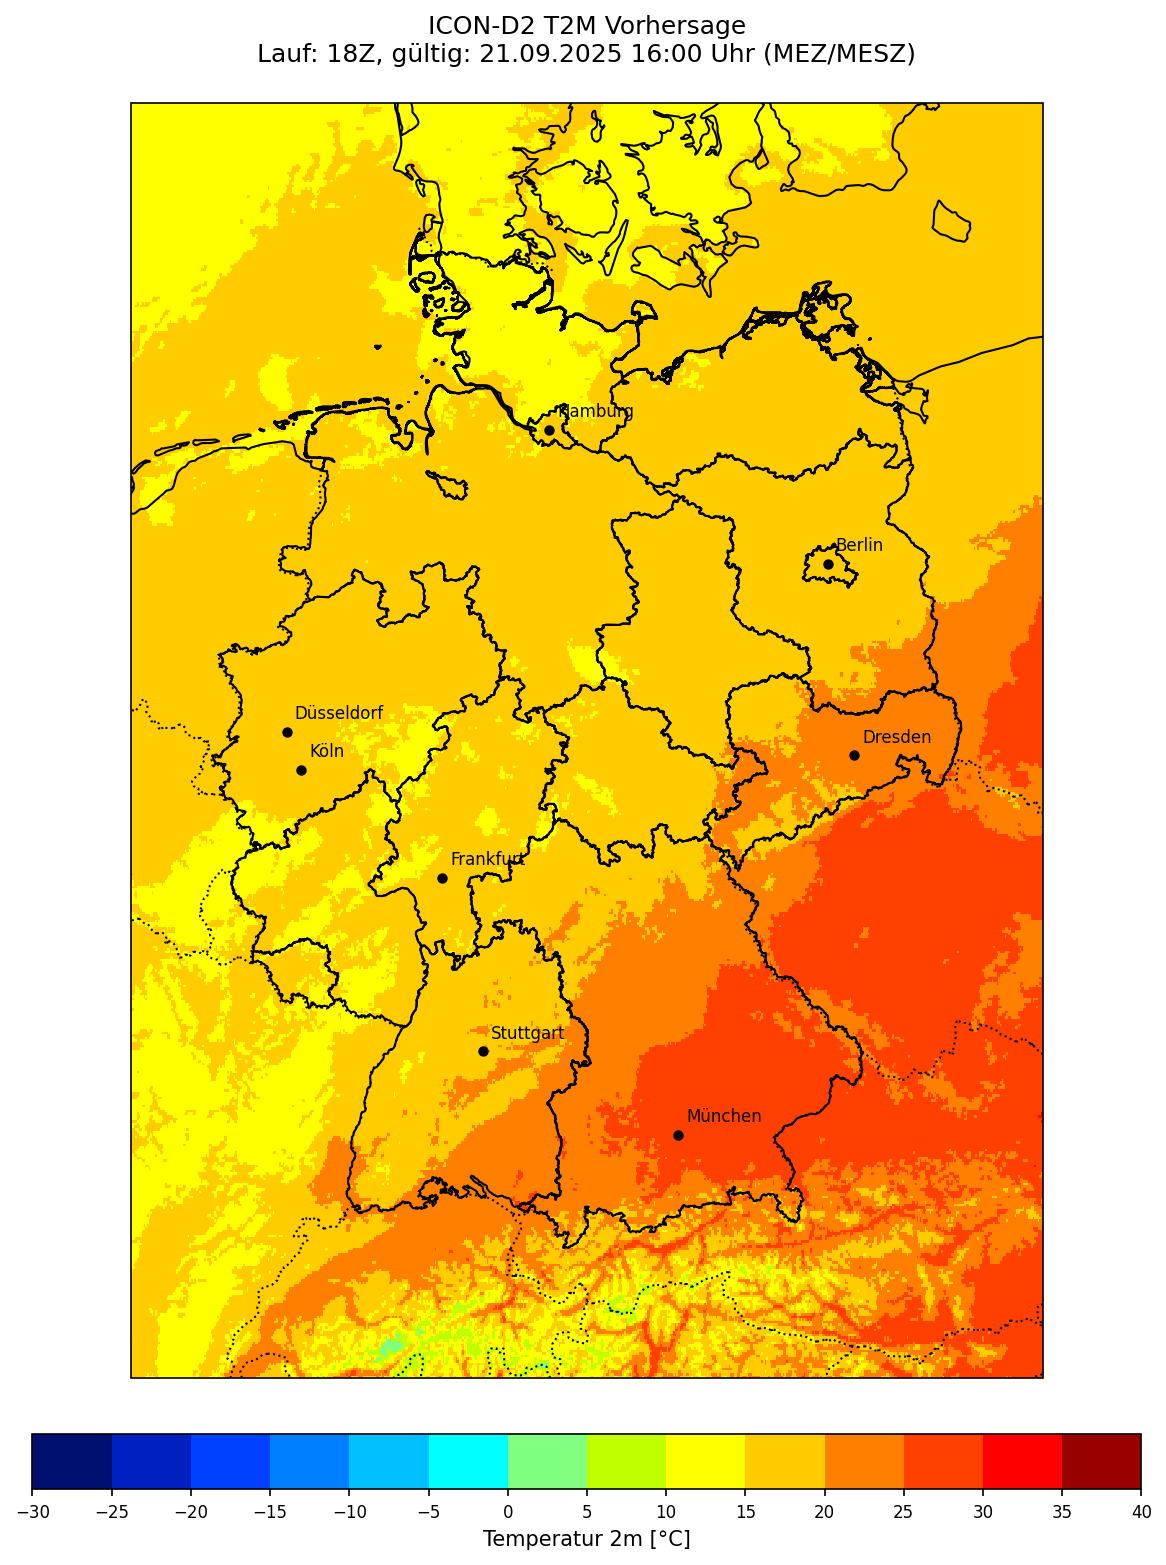 ICON-D2 T2M Vorhersage
Lauf: 18Z, gültig: 21.09.2025 16:00 Uhr (MEZ/MESZ)
Hamburg
Berlin
Düsseldorf
Dresden
Köln
Frankfurt
Stuttgart
München
−30 −25 −20 −15 −10 −5 0 5 10 15 20 25 30 35 40
Temperatur 2m [°C]